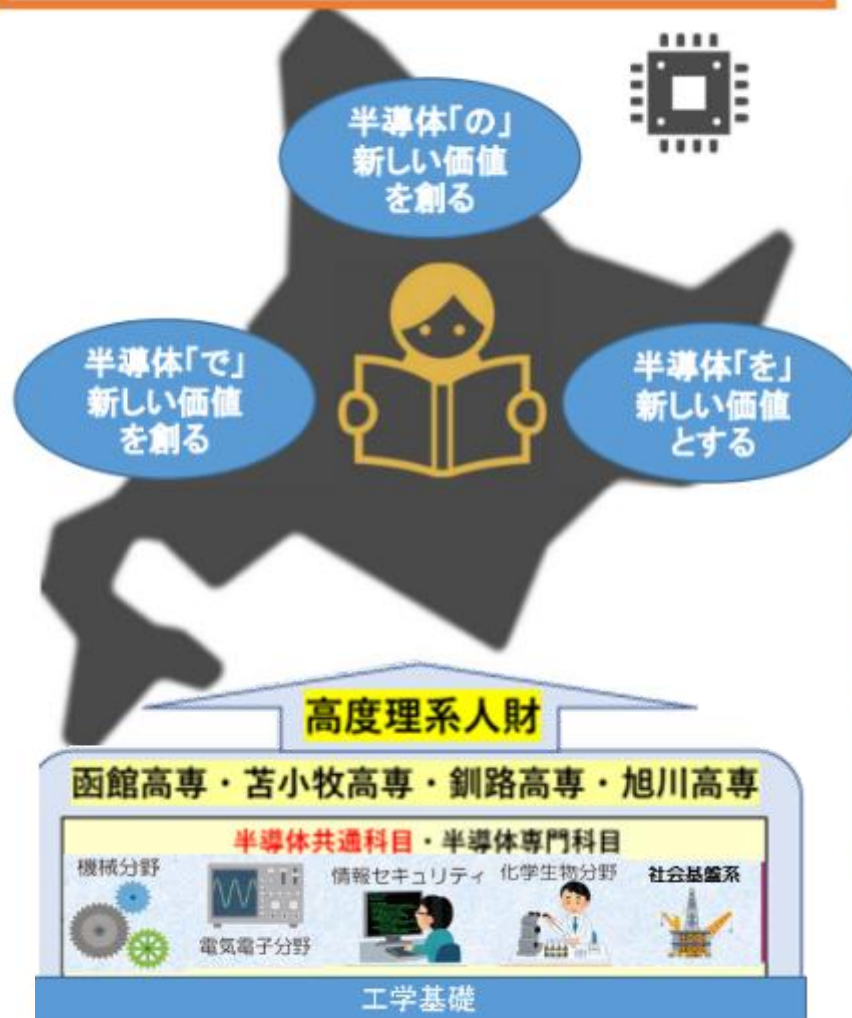 半導体「の」
新しい価値
を創る
半導体「で」
新しい価値
を創る
半導体「を」
新しい価値
とする
高度理系人財
函館高専・苫小牧高専・釧路高専・旭川高専
半導体共通科目・半導体専門科目
機械分野
電気電子分野
情報セキュリティ
化学生物分野
社会基盤系
工学基礎